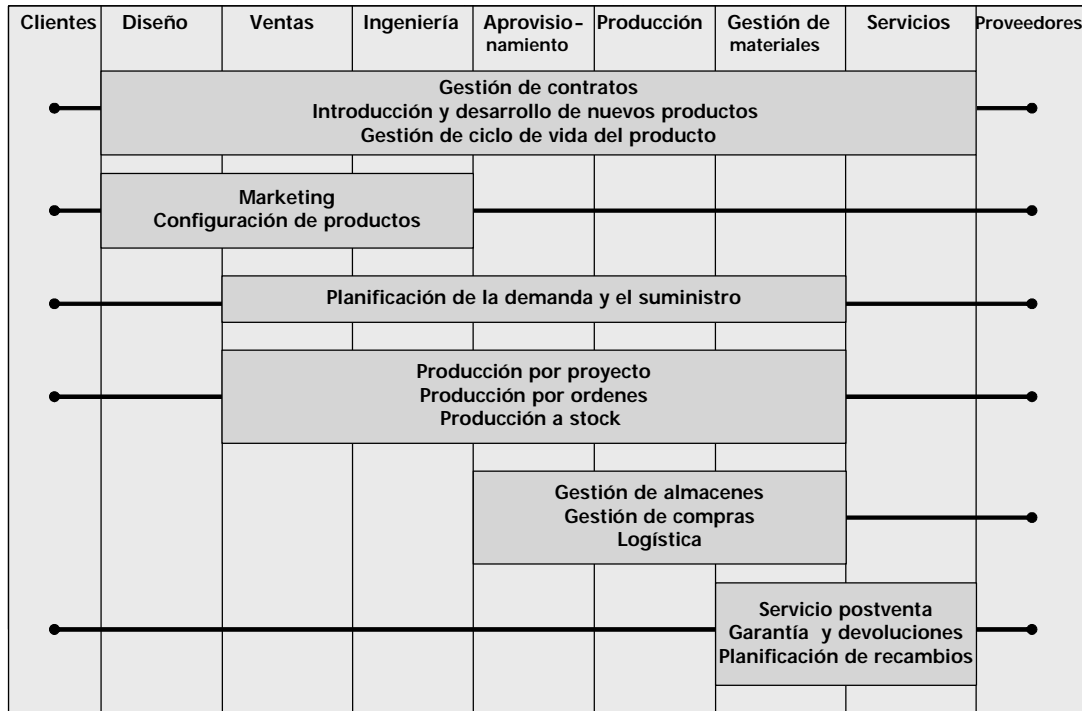 Clientes
Diseño
Ventas
Ingeniería
Aprovisio-
namiento
Producción
Gestión de
materiales
Servicios
Proveedores
Gestión de contratos
Introducción y desarrollo de nuevos productos
Gestión de ciclo de vida del producto
Marketing
Configuración de productos
Planificación de la demanda y el suministro
Producción por proyecto
Producción por ordenes
Producción a stock
Gestión de almacenes
Gestión de compras
Logística
Servicio postventa
Garantía y devoluciones
Planificación de recambios